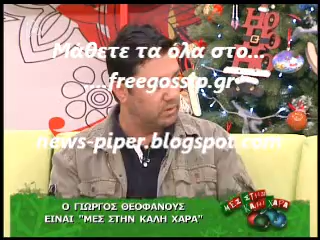 Μαθετε τα όλα στο...
....freegossip.gr
news-piper.blogspot.com
Ο ΓΙΩΡΓΟΣ ΘΕΟΦΑΝΟΥΣ
ΕΙΝΑΙ "ΜΕΣ ΣΤΗΝ ΚΑΛΗ ΧΑΡΑ"
ΜΕΣ ΣΤΗΝ
ΚΑΛΗ ΧΑΡΑ